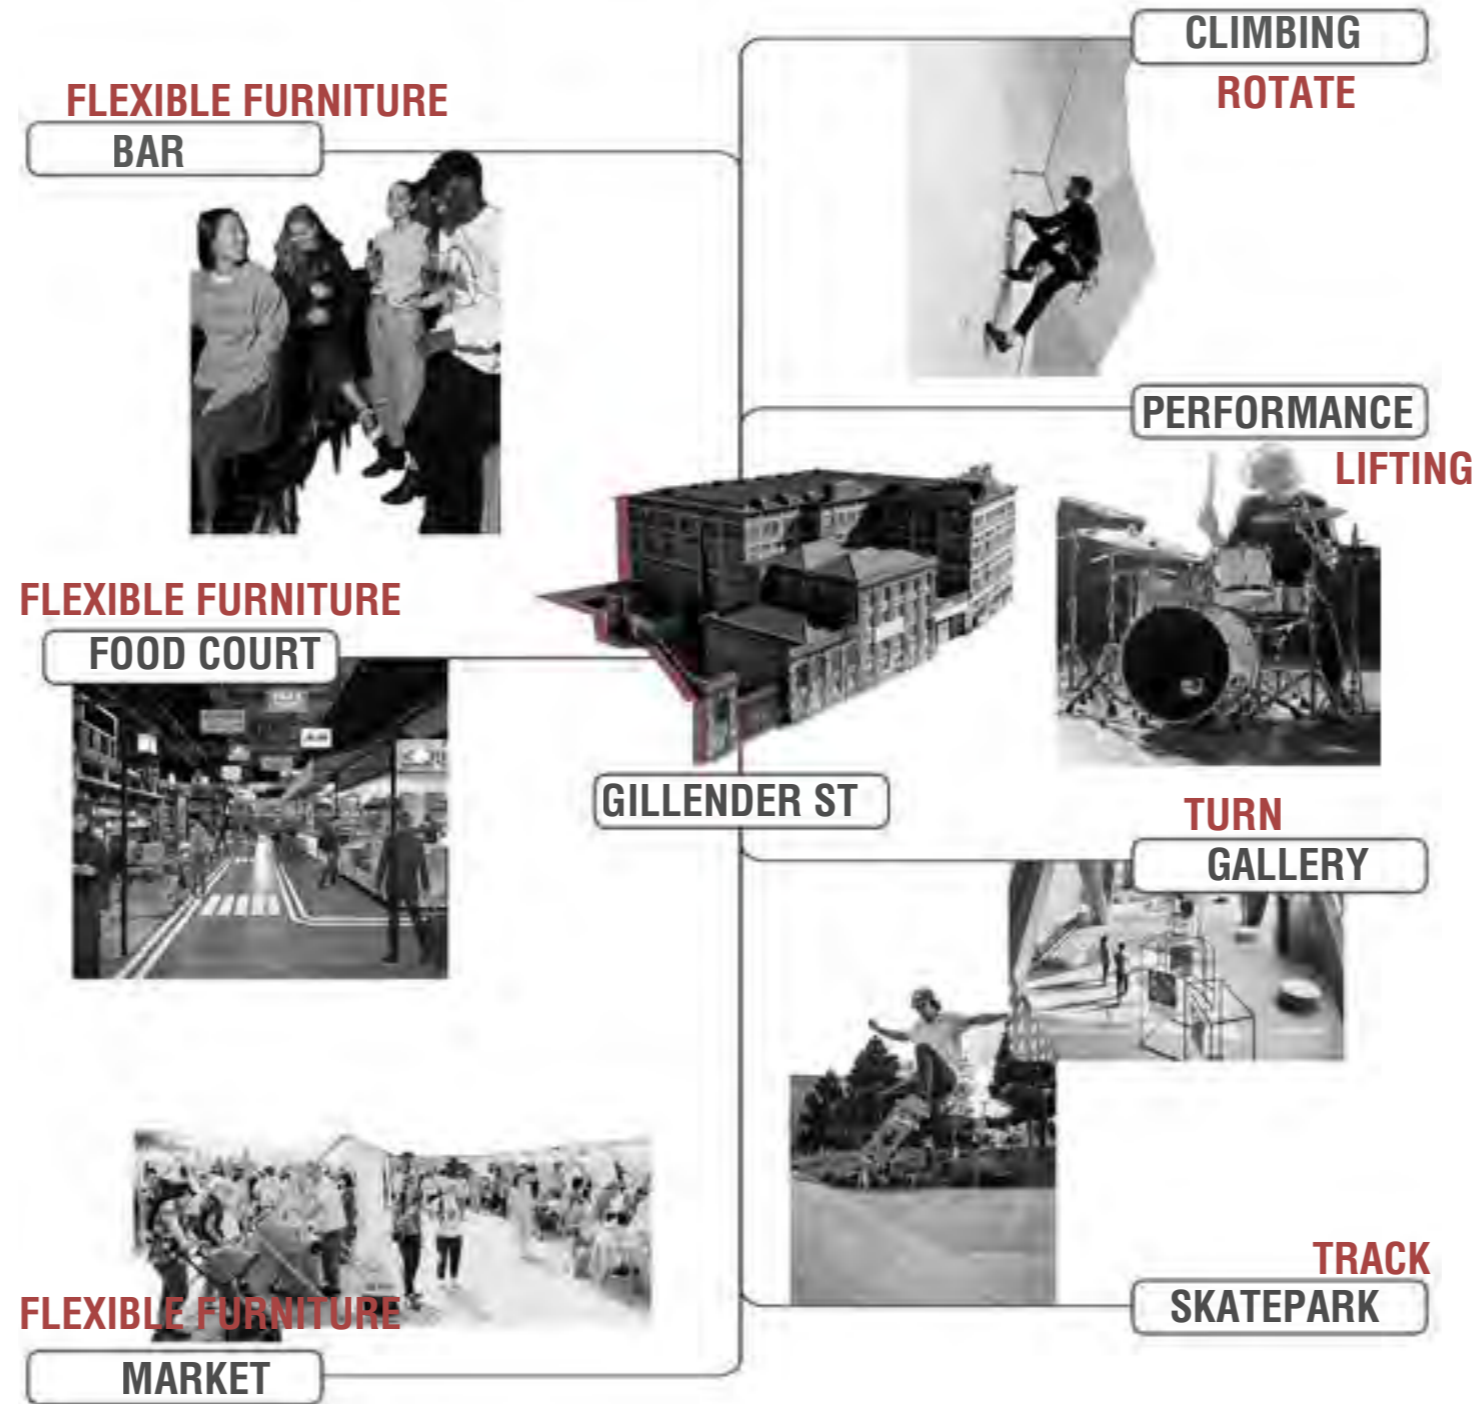 CLIMBING
ROTATE
FLEXIBLE FURNITURE
BAR
PERFORMANCE
LIFTING
FLEXIBLE FURNITURE
FOOD COURT
GILLENDER ST
TURN
GALLERY
TRACK
SKATEPARK
FLEXIBLE FURNITURE
MARKET